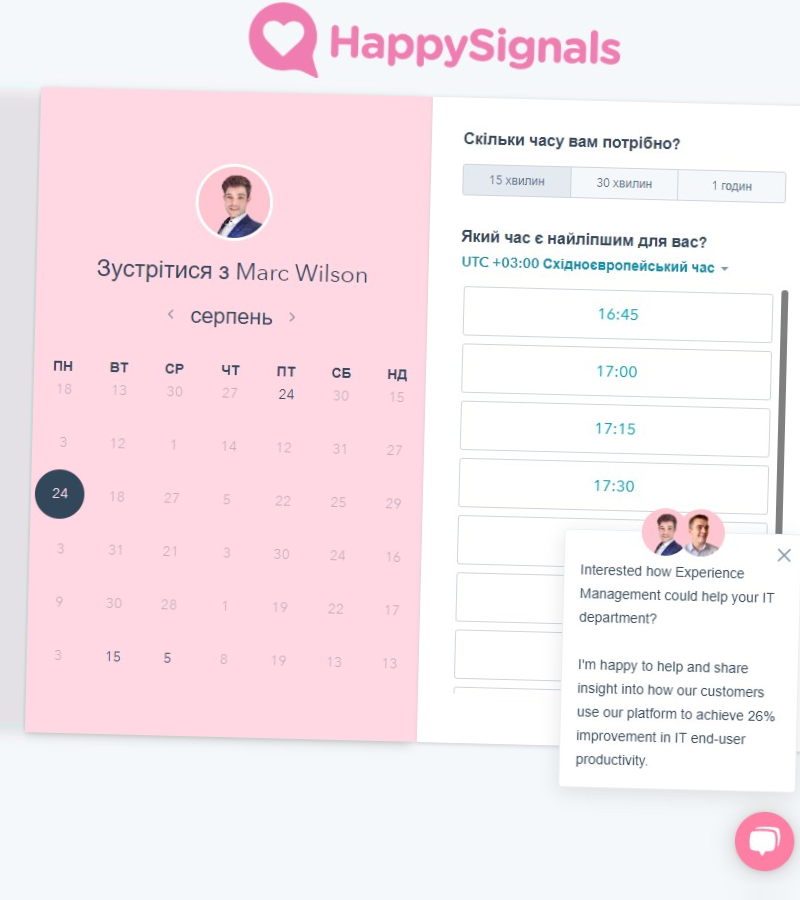 HappySignals
Зустрітися з Marc Wilson
серпень
ПН ВТ СР ЧТ ПТ СБ НД
18 13 30 27 24 30 15
3 12 1 14 12 31 27
24 18 27 5 22 25 29
3 31 21 3 30 24 16
9 30 28 1 19 22 17
3 15 5 8 19 13 13
Скільки часу вам потрібно?
15 хвилин 30 хвилин 1 годин
Який час є найліпшим для вас?
UTC +03:00 Східноєвропейський час
16:45
17:00
17:15
17:30
Interested how Experience
Management could help your IT
department?
I'm happy to help and share
insight into how our customers
use our platform to achieve 26%
improvement in IT end-user
productivity.